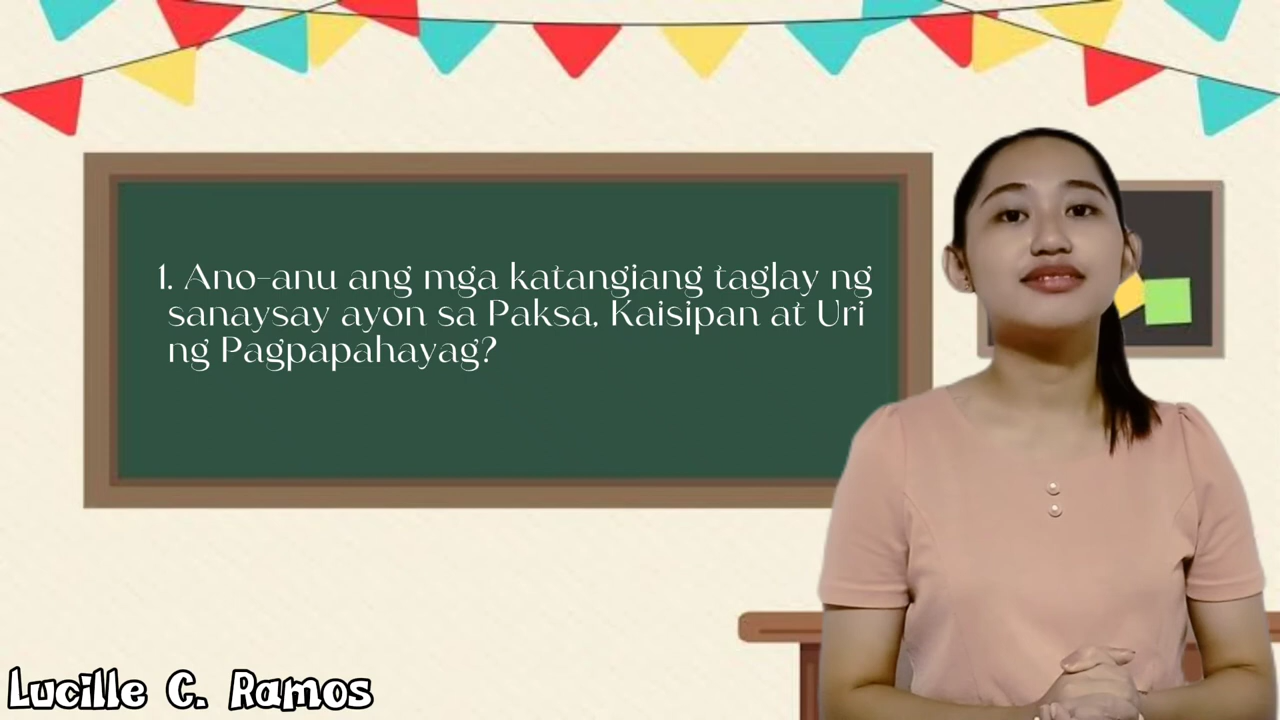 1. Ano-anu ang mga katangiang taglay ng
sanaysay ayon sa Paksa, Kaisipan at Uri
ng Pagpapahayag?
Lucille C. Ramos